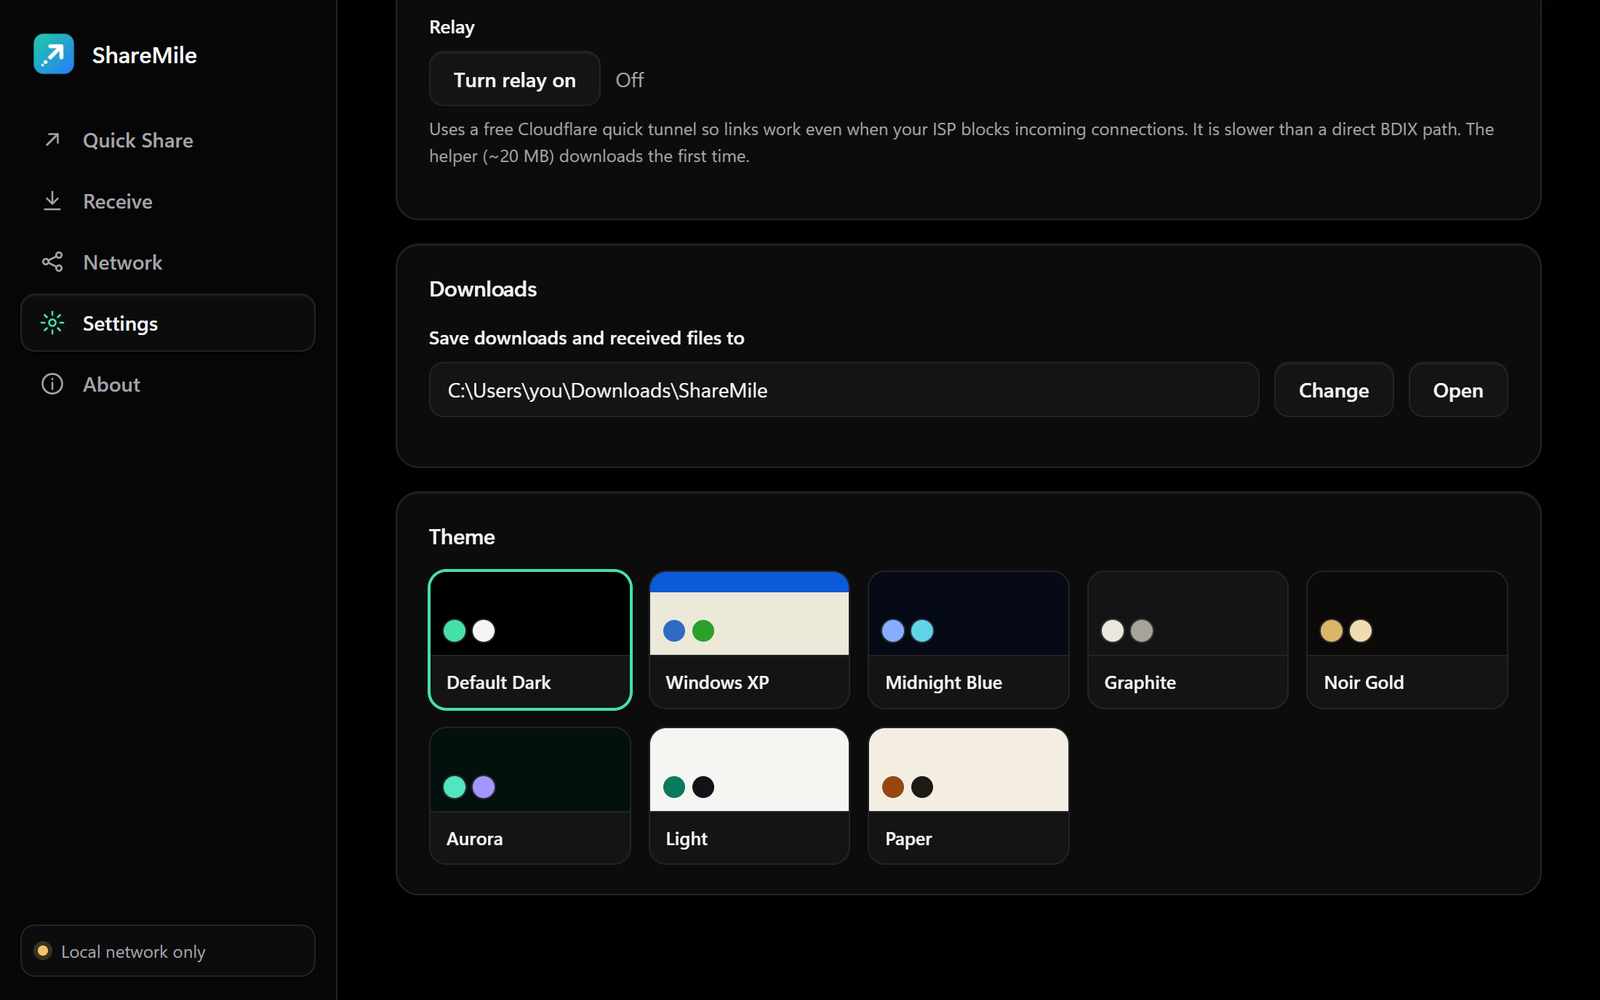 ShareMile
Quick Share
Receive
Network
Settings
About
Local network only
Relay
Turn relay on
Off
Uses a free Cloudflare quick tunnel so links work even when your ISP blocks incoming connections. It is slower than a direct BDIX path. The
helper (~20 MB) downloads the first time.
Downloads
Save downloads and received files to
C:\Users\you\Downloads\ShareMile
Change
Open
Theme
Default Dark
Windows XP
Midnight Blue
Graphite
Noir Gold
Aurora
Light
Paper